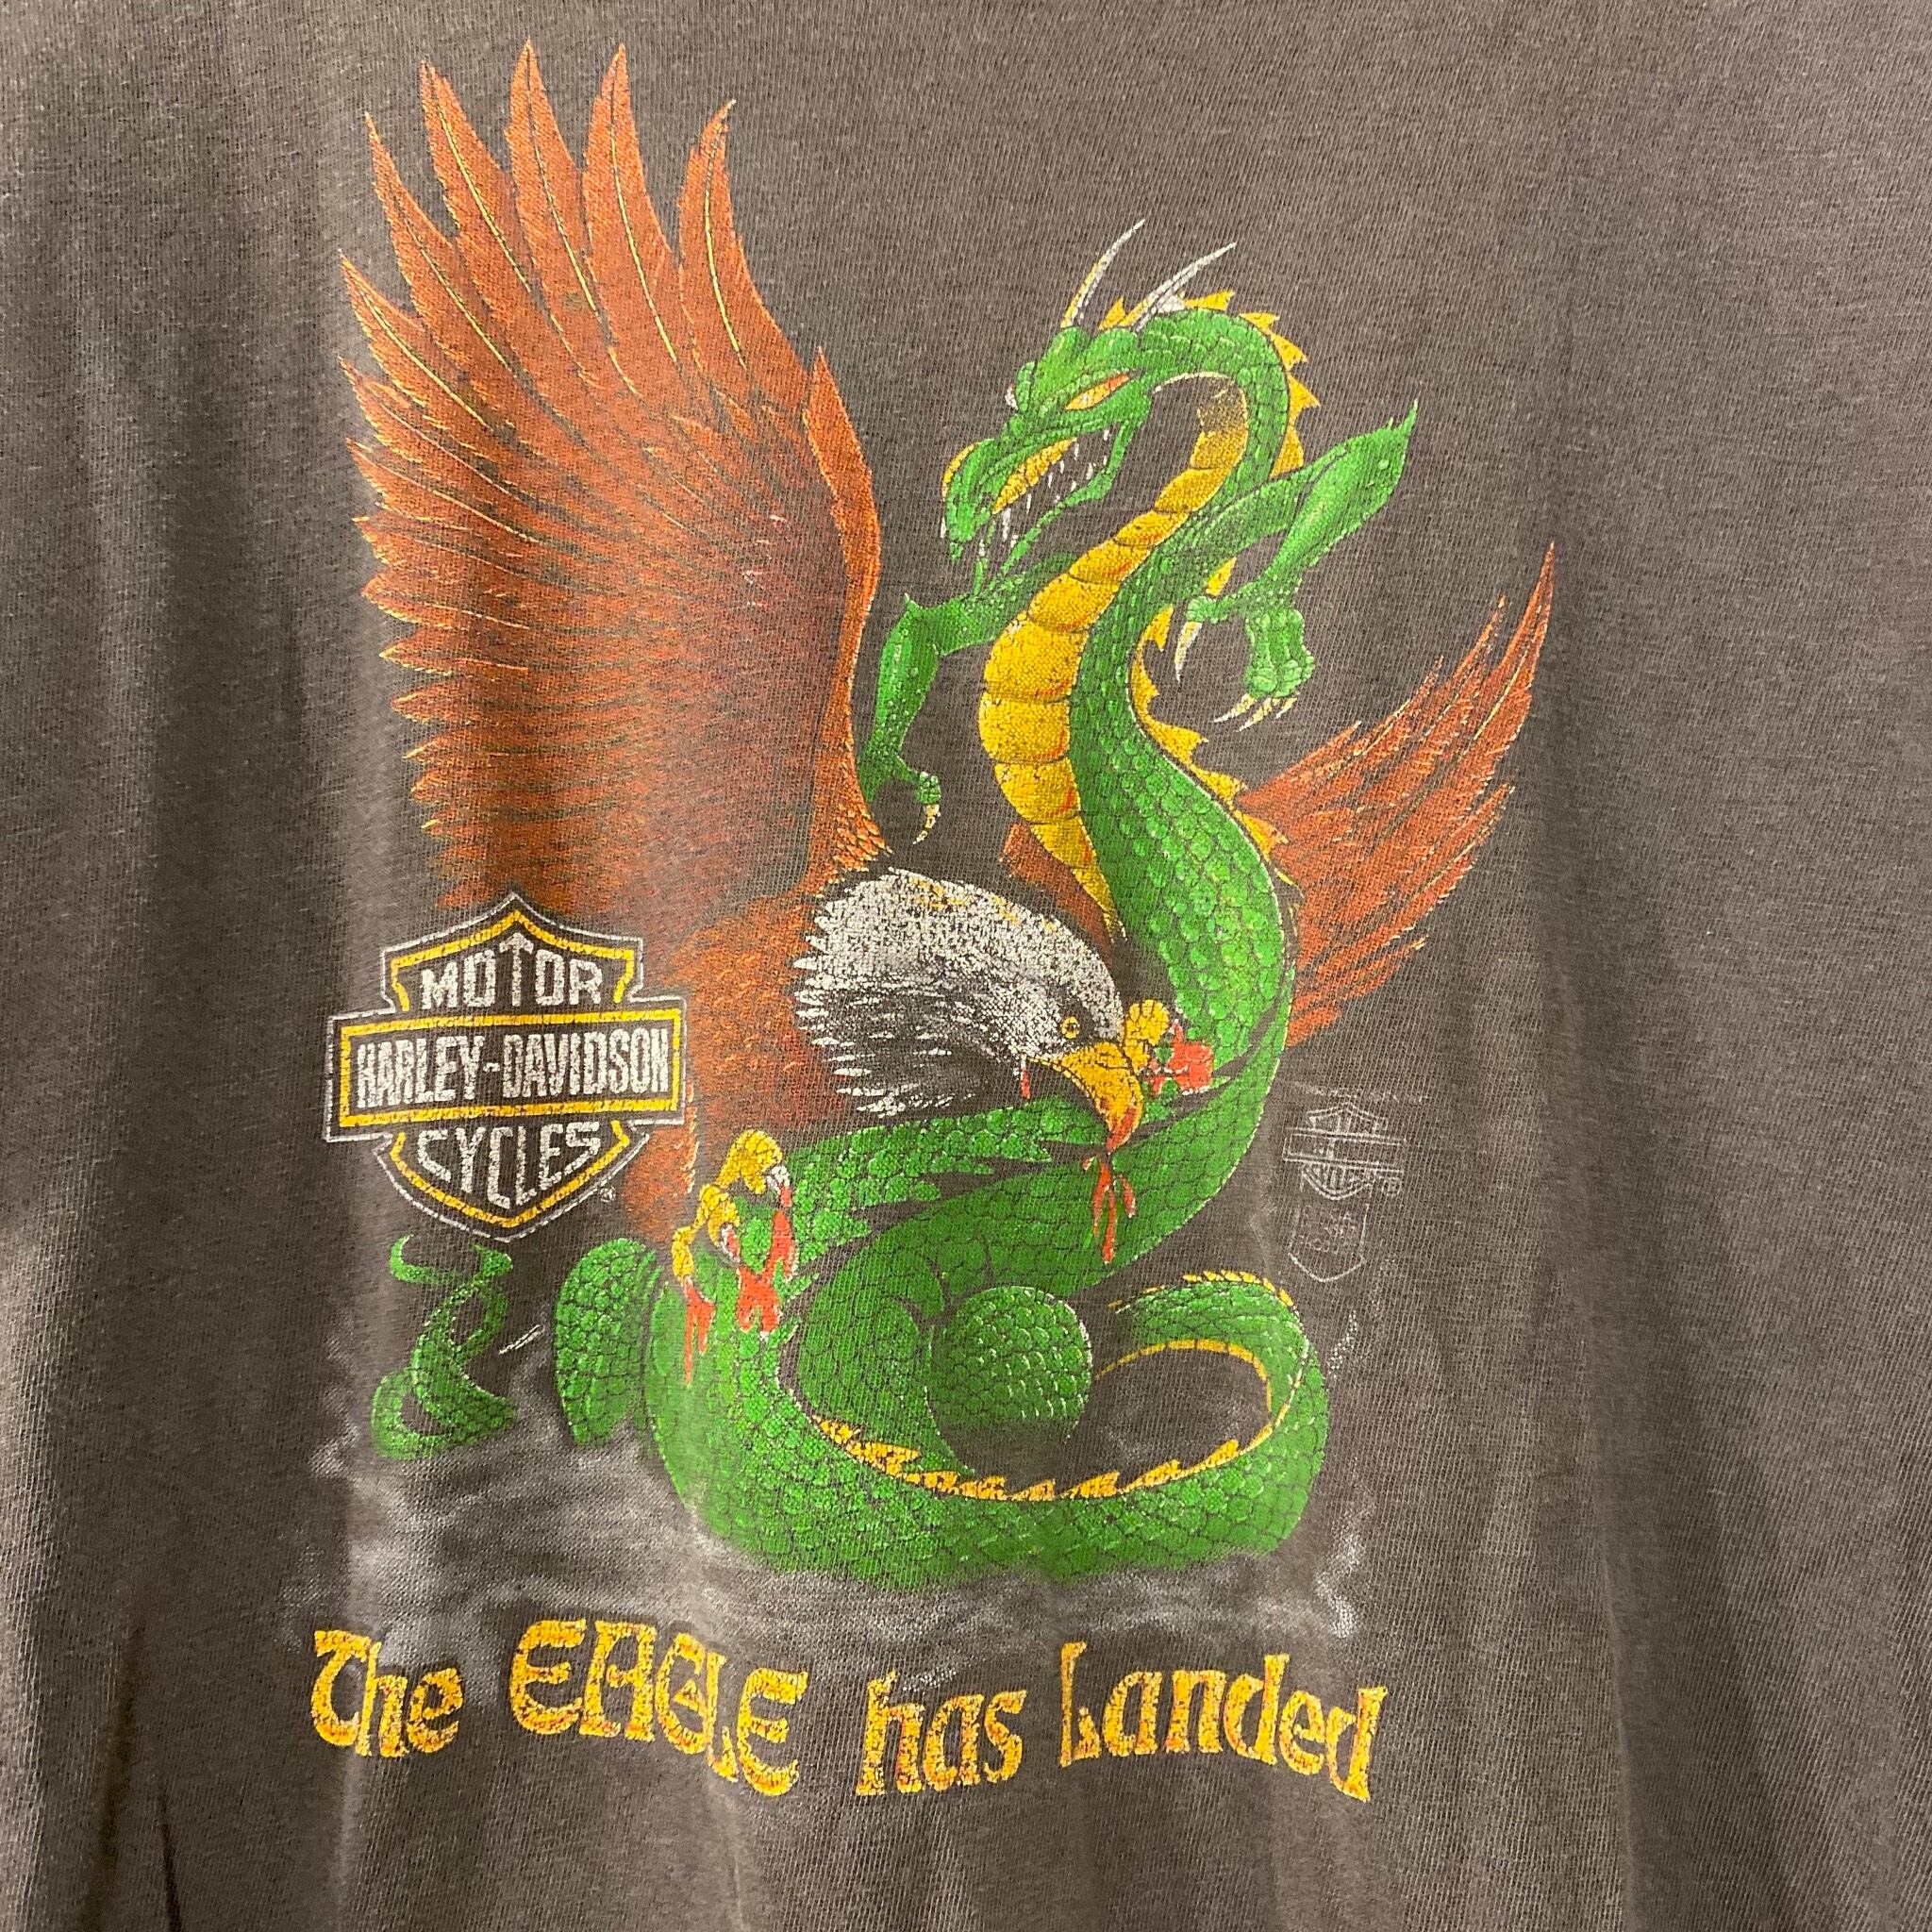 MOTOR
HARLEY-DAVIDSON
CYCLES
®
The EAGLE has Landed